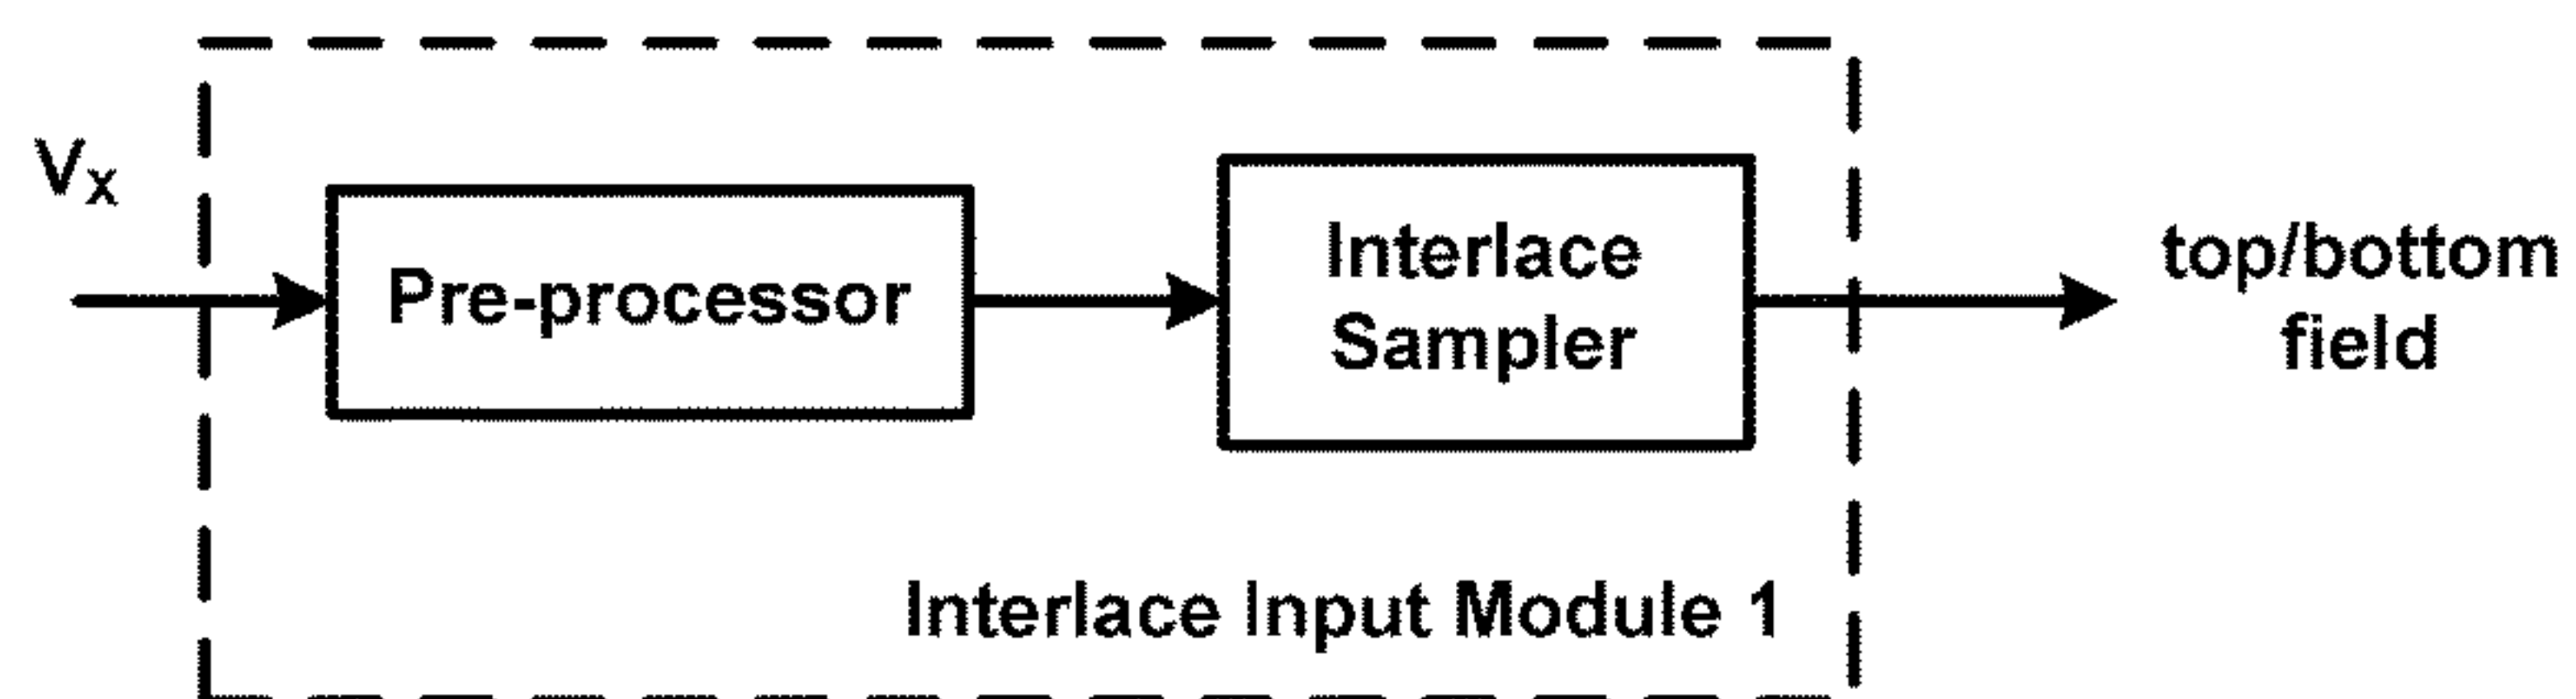 Vx
Pre-processor
Interlace
Sampler
top/bottom
field
Interlace Input Module 1